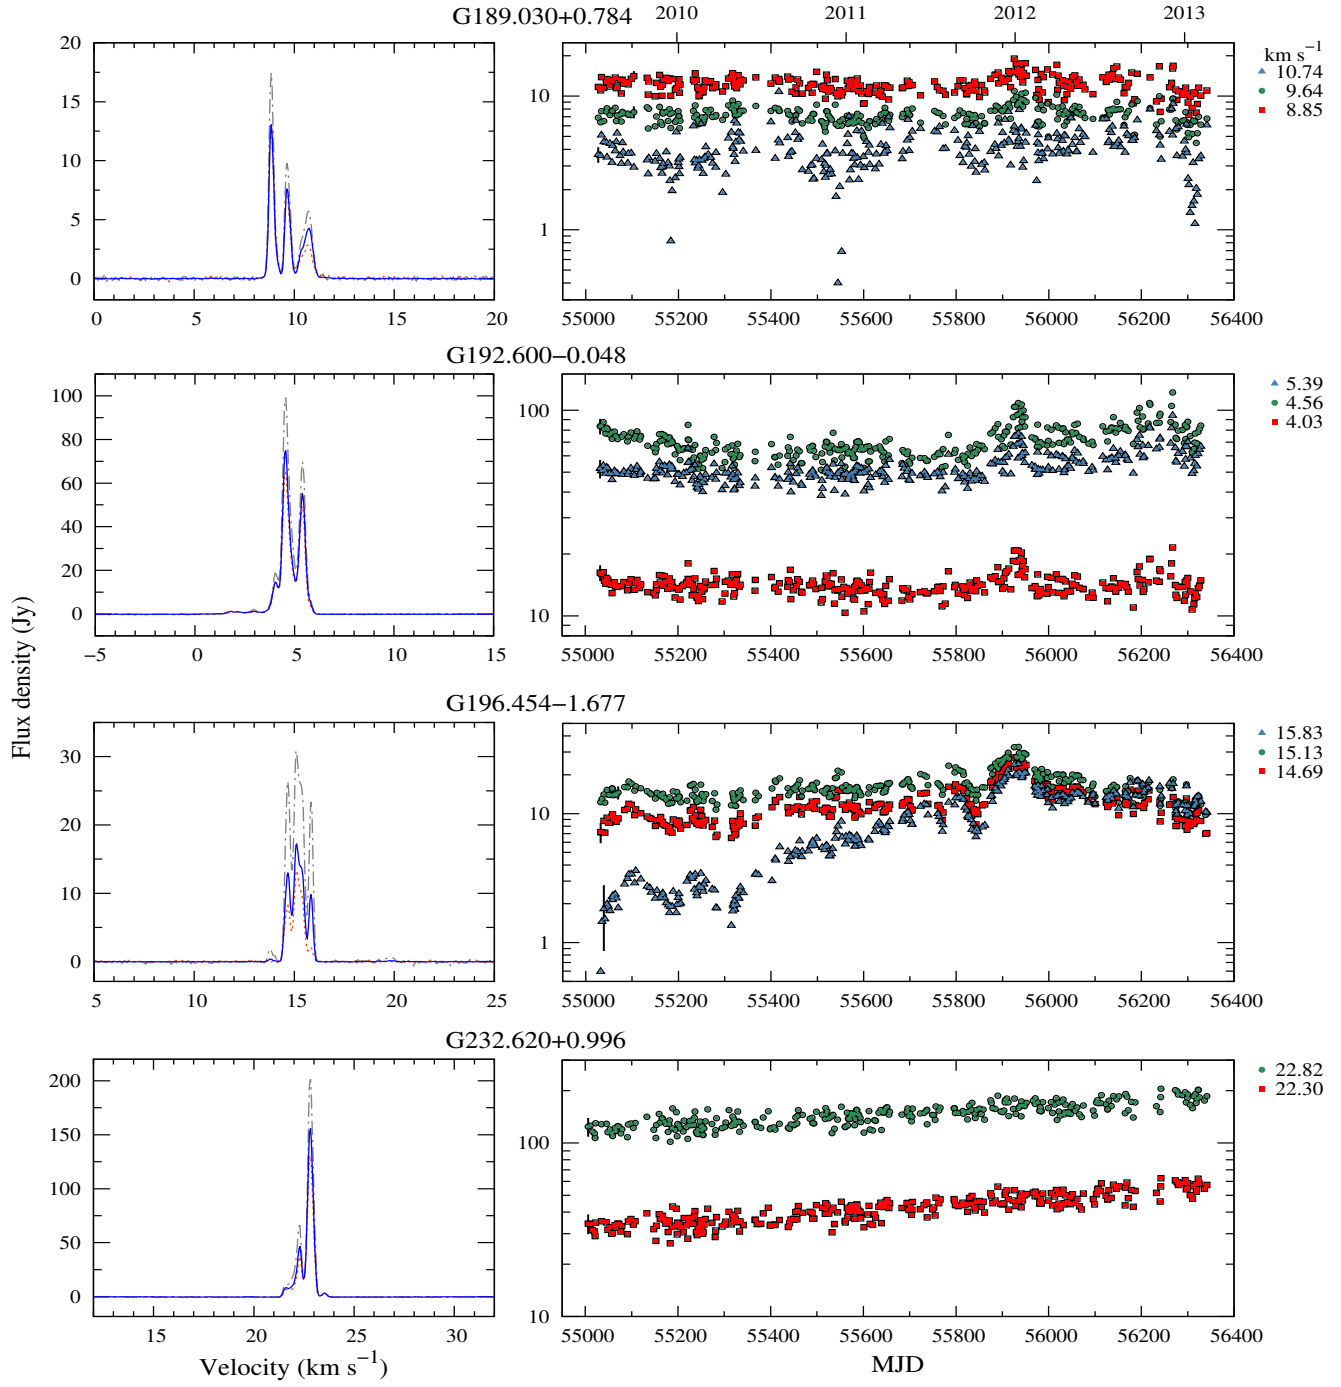 G189.030+0.784
2010 2011 2012 2013
20
15
10
5
0
0 5 10 15 20
10
1
55000 55200 55400 55600 55800 56000 56200 56400
km s⁻¹
10.74
9.64
8.85
G192.600−0.048
100
80
60
40
20
0
−5 0 5 10 15
100
10
55000 55200 55400 55600 55800 56000 56200 56400
5.39
4.56
4.03
Flux density (Jy)
G196.454−1.677
30
20
10
0
5 10 15 20 25
10
1
55000 55200 55400 55600 55800 56000 56200 56400
15.83
15.13
14.69
G232.620+0.996
200
150
100
50
0
15 20 25 30
Velocity (km s⁻¹)
100
10
55000 55200 55400 55600 55800 56000 56200 56400
MJD
22.82
22.30